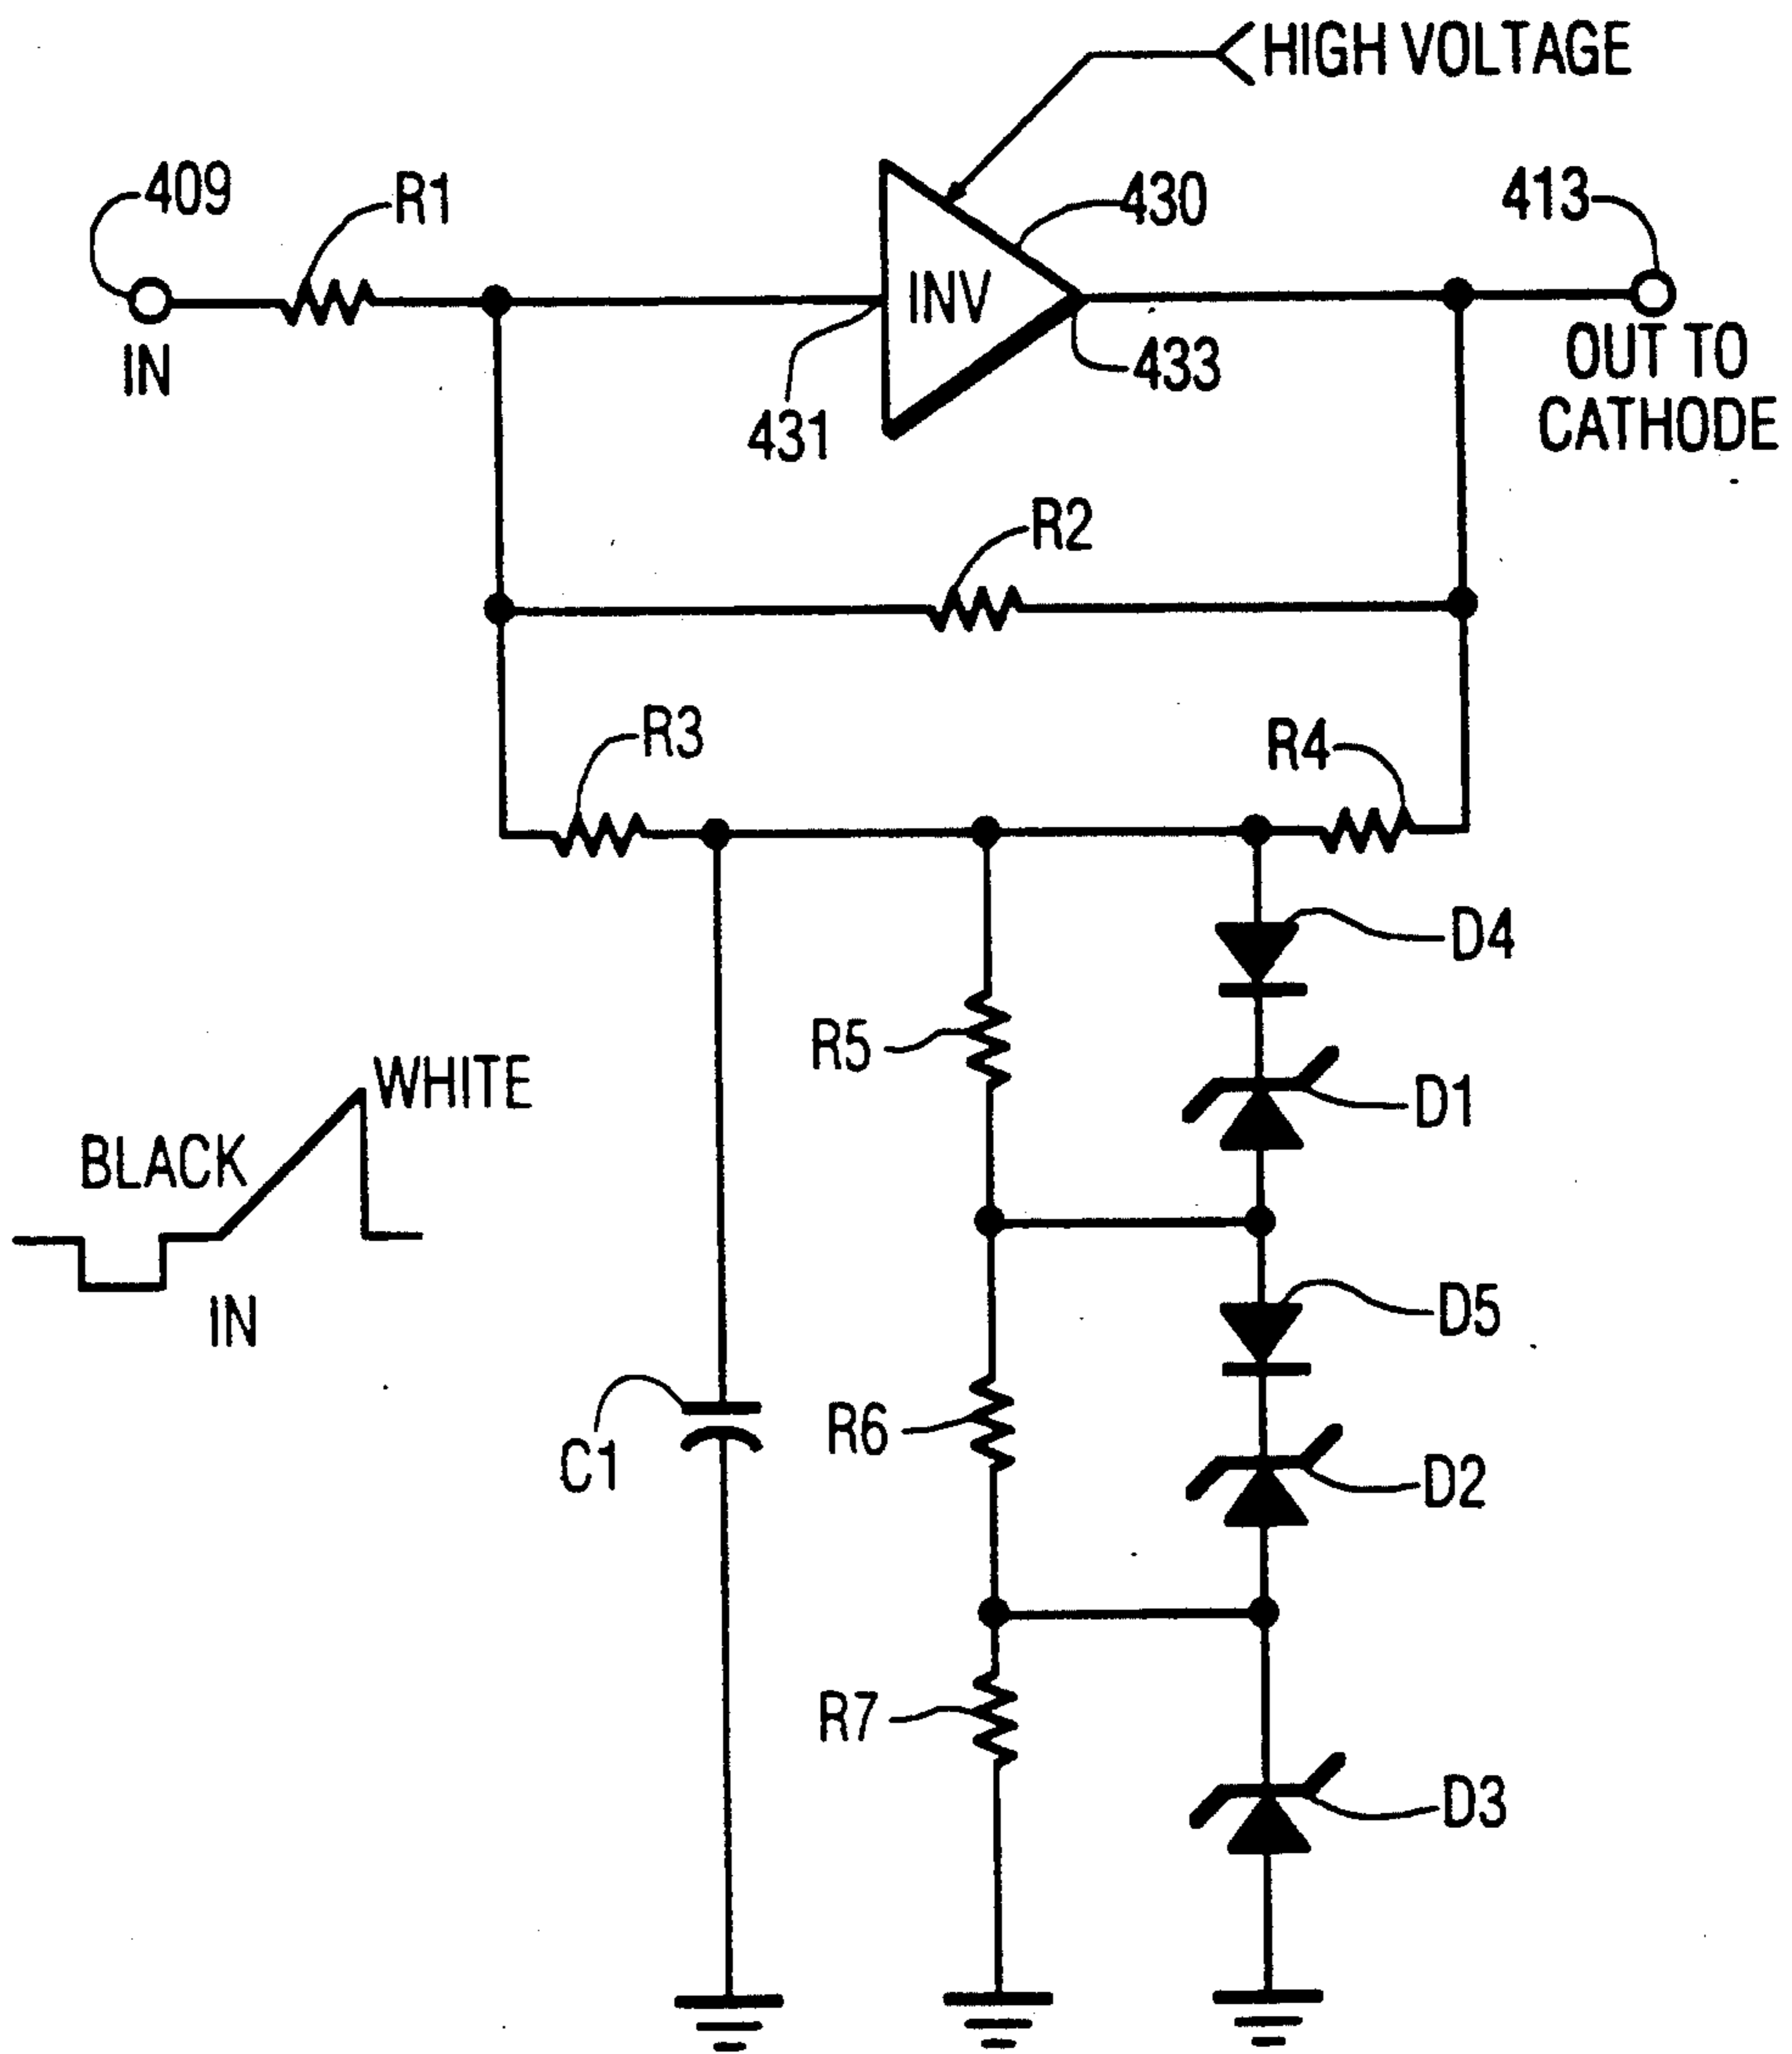 HIGH VOLTAGE
409
R1
430
413
INV
IN
433
OUT TO
CATHODE
431
R2
R3
R4
D4
R5
WHITE
D1
BLACK
IN
D5
R6
C1
D2
R7
D3